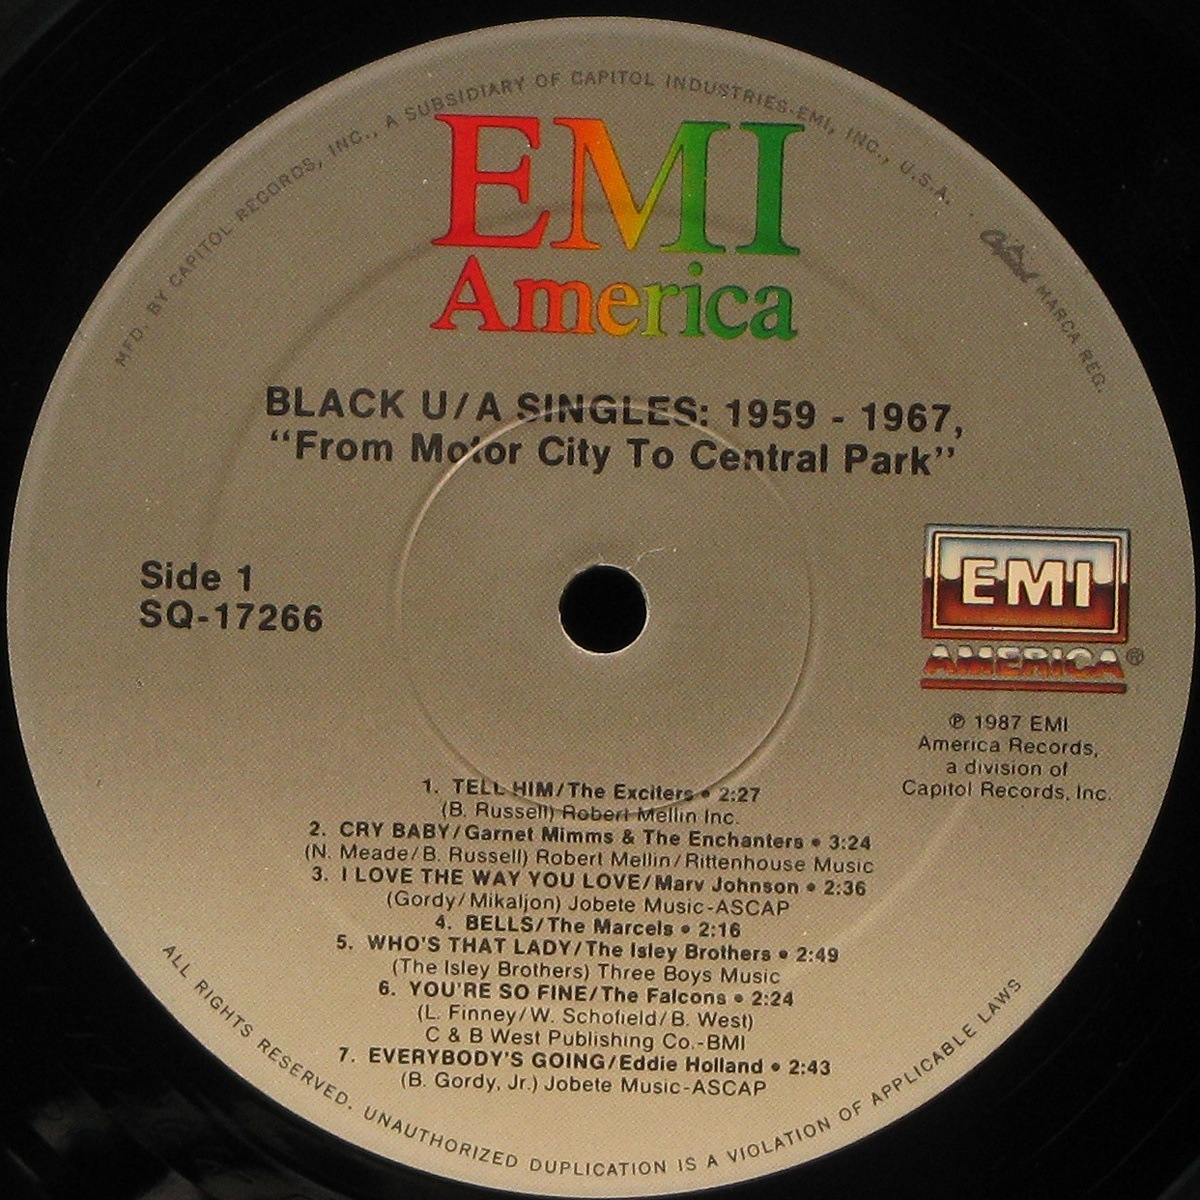 MFD. BY CAPITOL RECORDS, INC., A SUBSIDIARY OF CAPITOL INDUSTRIES-EMI, INC., U.S.A.
Capitol MARCA REG.
EMI
America
BLACK U/A SINGLES: 1959 - 1967,
“From Motor City To Central Park”
Side 1
SQ-17266
EMI
AMERICA®
℗ 1987 EMI
America Records,
a division of
Capitol Records, Inc.
1. TELL HIM/The Exciters • 2:27
(B. Russell) Robert Mellin Inc.
2. CRY BABY/Garnet Mimms & The Enchanters • 3:24
(N. Meade/B. Russell) Robert Mellin/Rittenhouse Music
3. I LOVE THE WAY YOU LOVE/Marv Johnson • 2:36
(Gordy/Mikaljon) Jobete Music-ASCAP
4. BELLS/The Marcels • 2:16
5. WHO'S THAT LADY/The Isley Brothers • 2:49
(The Isley Brothers) Three Boys Music
6. YOU'RE SO FINE/The Falcons • 2:24
(L. Finney/W. Schofield/B. West)
C & B West Publishing Co.-BMI
7. EVERYBODY'S GOING/Eddie Holland • 2:43
(B. Gordy, Jr.) Jobete Music-ASCAP
ALL RIGHTS RESERVED. UNAUTHORIZED DUPLICATION IS A VIOLATION OF APPLICABLE LAWS